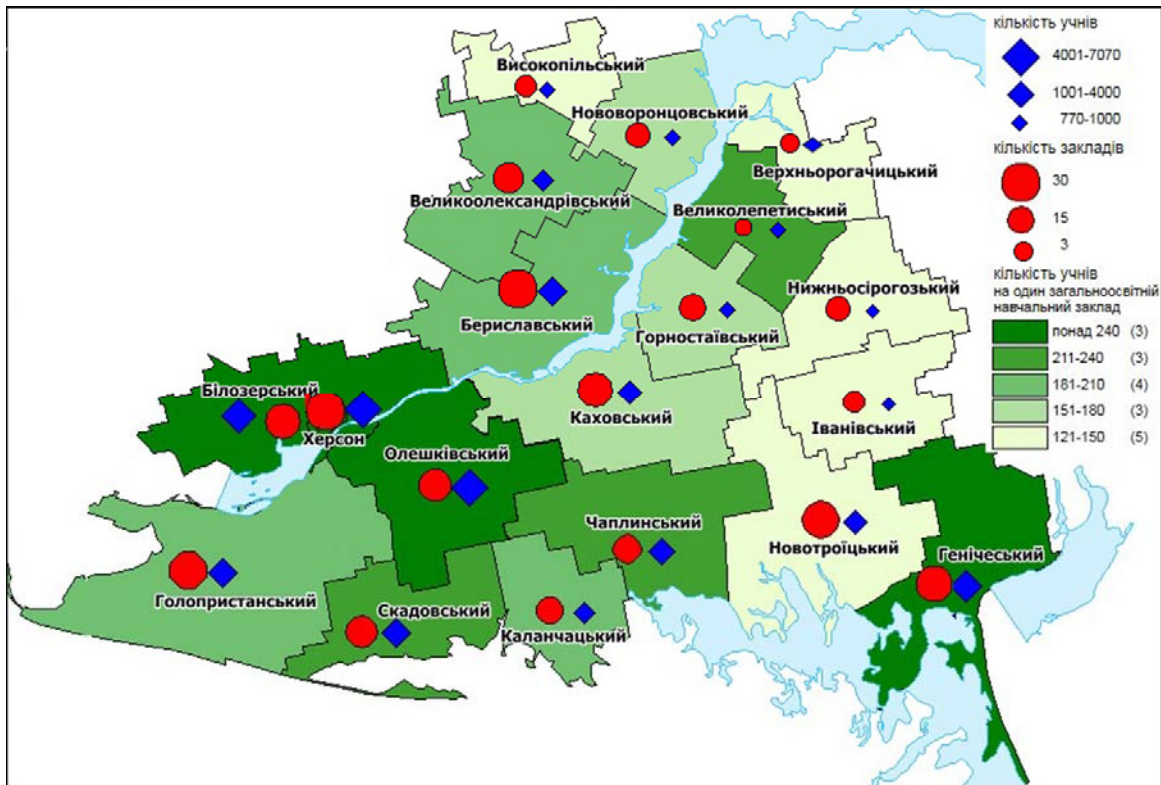 Високопільський
Нововоронцовський
Верхньорогачицький
Великоолександрівський
Великолепетиський
Нижньосірогозький
Бериславський
Горностаївський
Білозерський
Херсон
Каховський
Іванівський
Олешківський
Чаплинський
Новотроїцький
Генічеський
Голопристанський
Скадовський
Каланчацький
кількість учнів
4001-7070
1001-4000
770-1000
кількість закладів
30
15
3
кількість учнів
на один загальноосвітній
навчальний заклад
понад 240 (3)
211-240 (3)
181-210 (4)
151-180 (3)
121-150 (5)